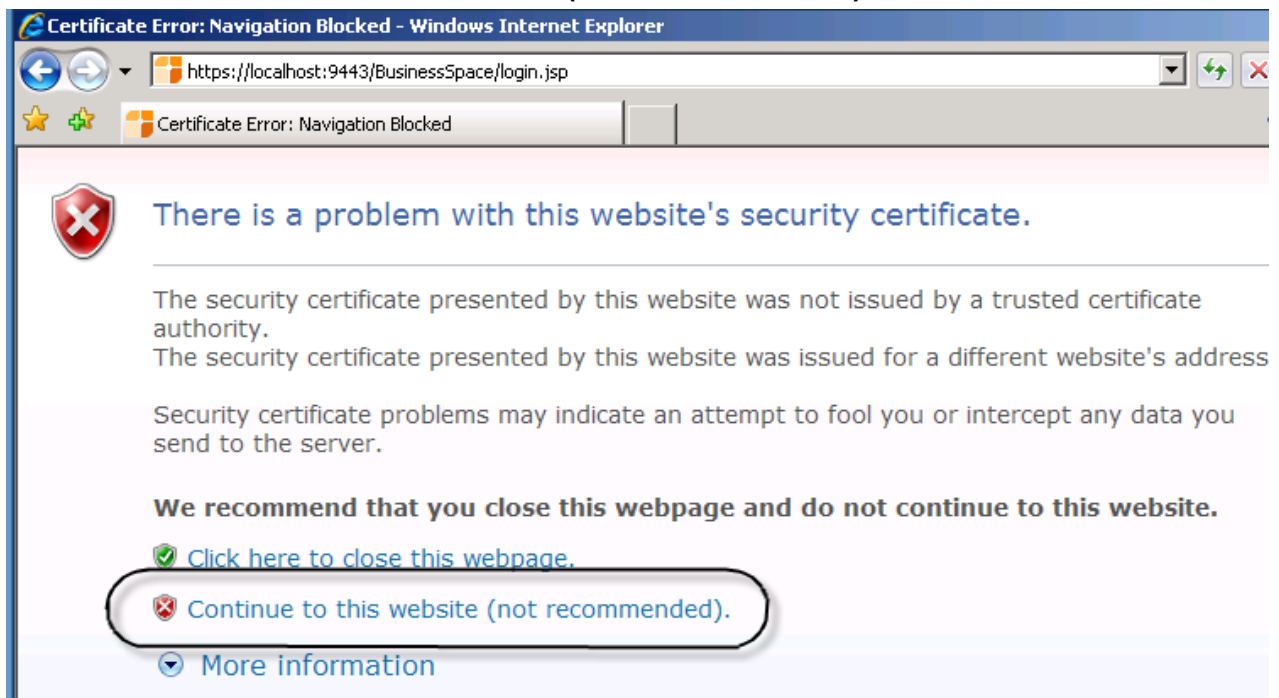 Certificate Error: Navigation Blocked - Windows Internet Explorer
https://localhost:9443/BusinessSpace/login.jsp
Certificate Error: Navigation Blocked
There is a problem with this website's security certificate.
The security certificate presented by this website was not issued by a trusted certificate
authority.
The security certificate presented by this website was issued for a different website's address
Security certificate problems may indicate an attempt to fool you or intercept any data you
send to the server.
We recommend that you close this webpage and do not continue to this website.
Click here to close this webpage.
Continue to this website (not recommended).
More information